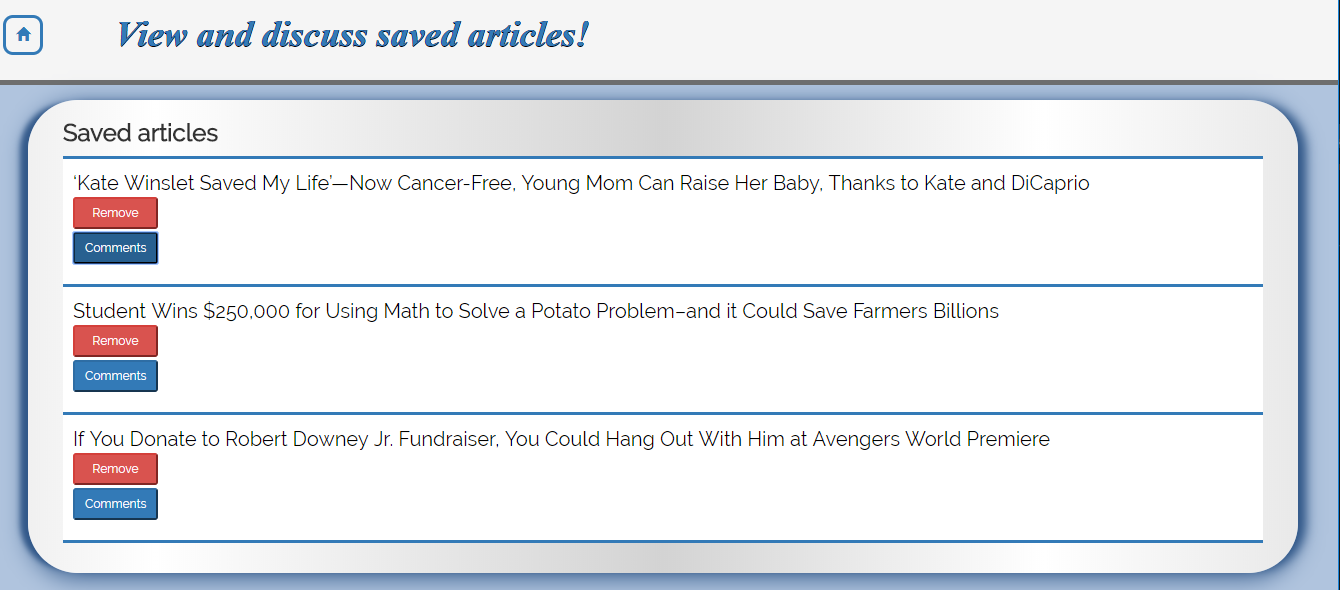 View and discuss saved articles!
Saved articles
‘Kate Winslet Saved My Life’—Now Cancer-Free, Young Mom Can Raise Her Baby, Thanks to Kate and DiCaprio
Remove
Comments
Student Wins $250,000 for Using Math to Solve a Potato Problem–and it Could Save Farmers Billions
Remove
Comments
If You Donate to Robert Downey Jr. Fundraiser, You Could Hang Out With Him at Avengers World Premiere
Remove
Comments